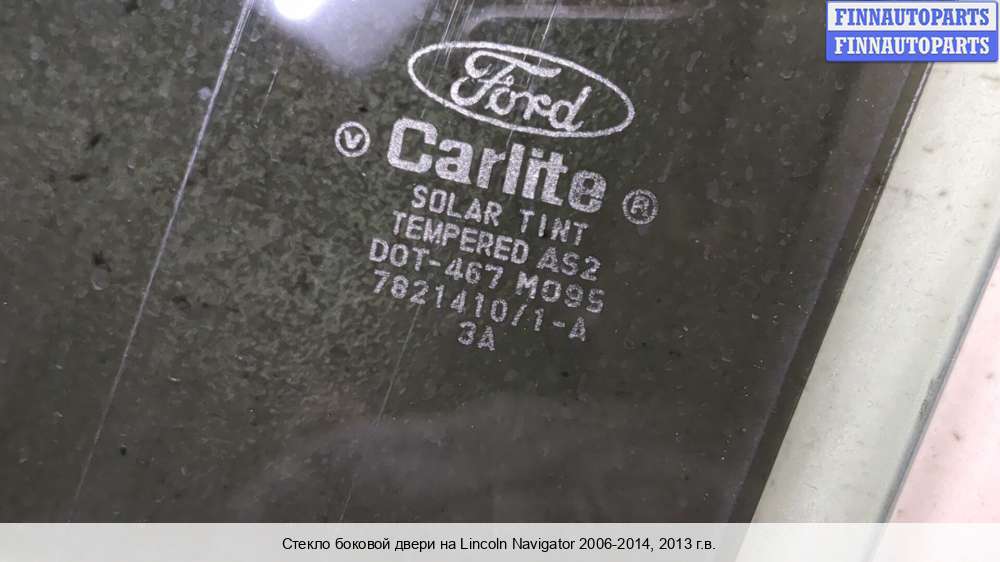 FINNAUTOPARTS
FINNAUTOPARTS
Ford
V Carlite R
SOLAR TINT
TEMPERED AS2
DOT-467 M095
7821410/1-A
3A
Стекло боковой двери на Lincoln Navigator 2006-2014, 2013 г.в.